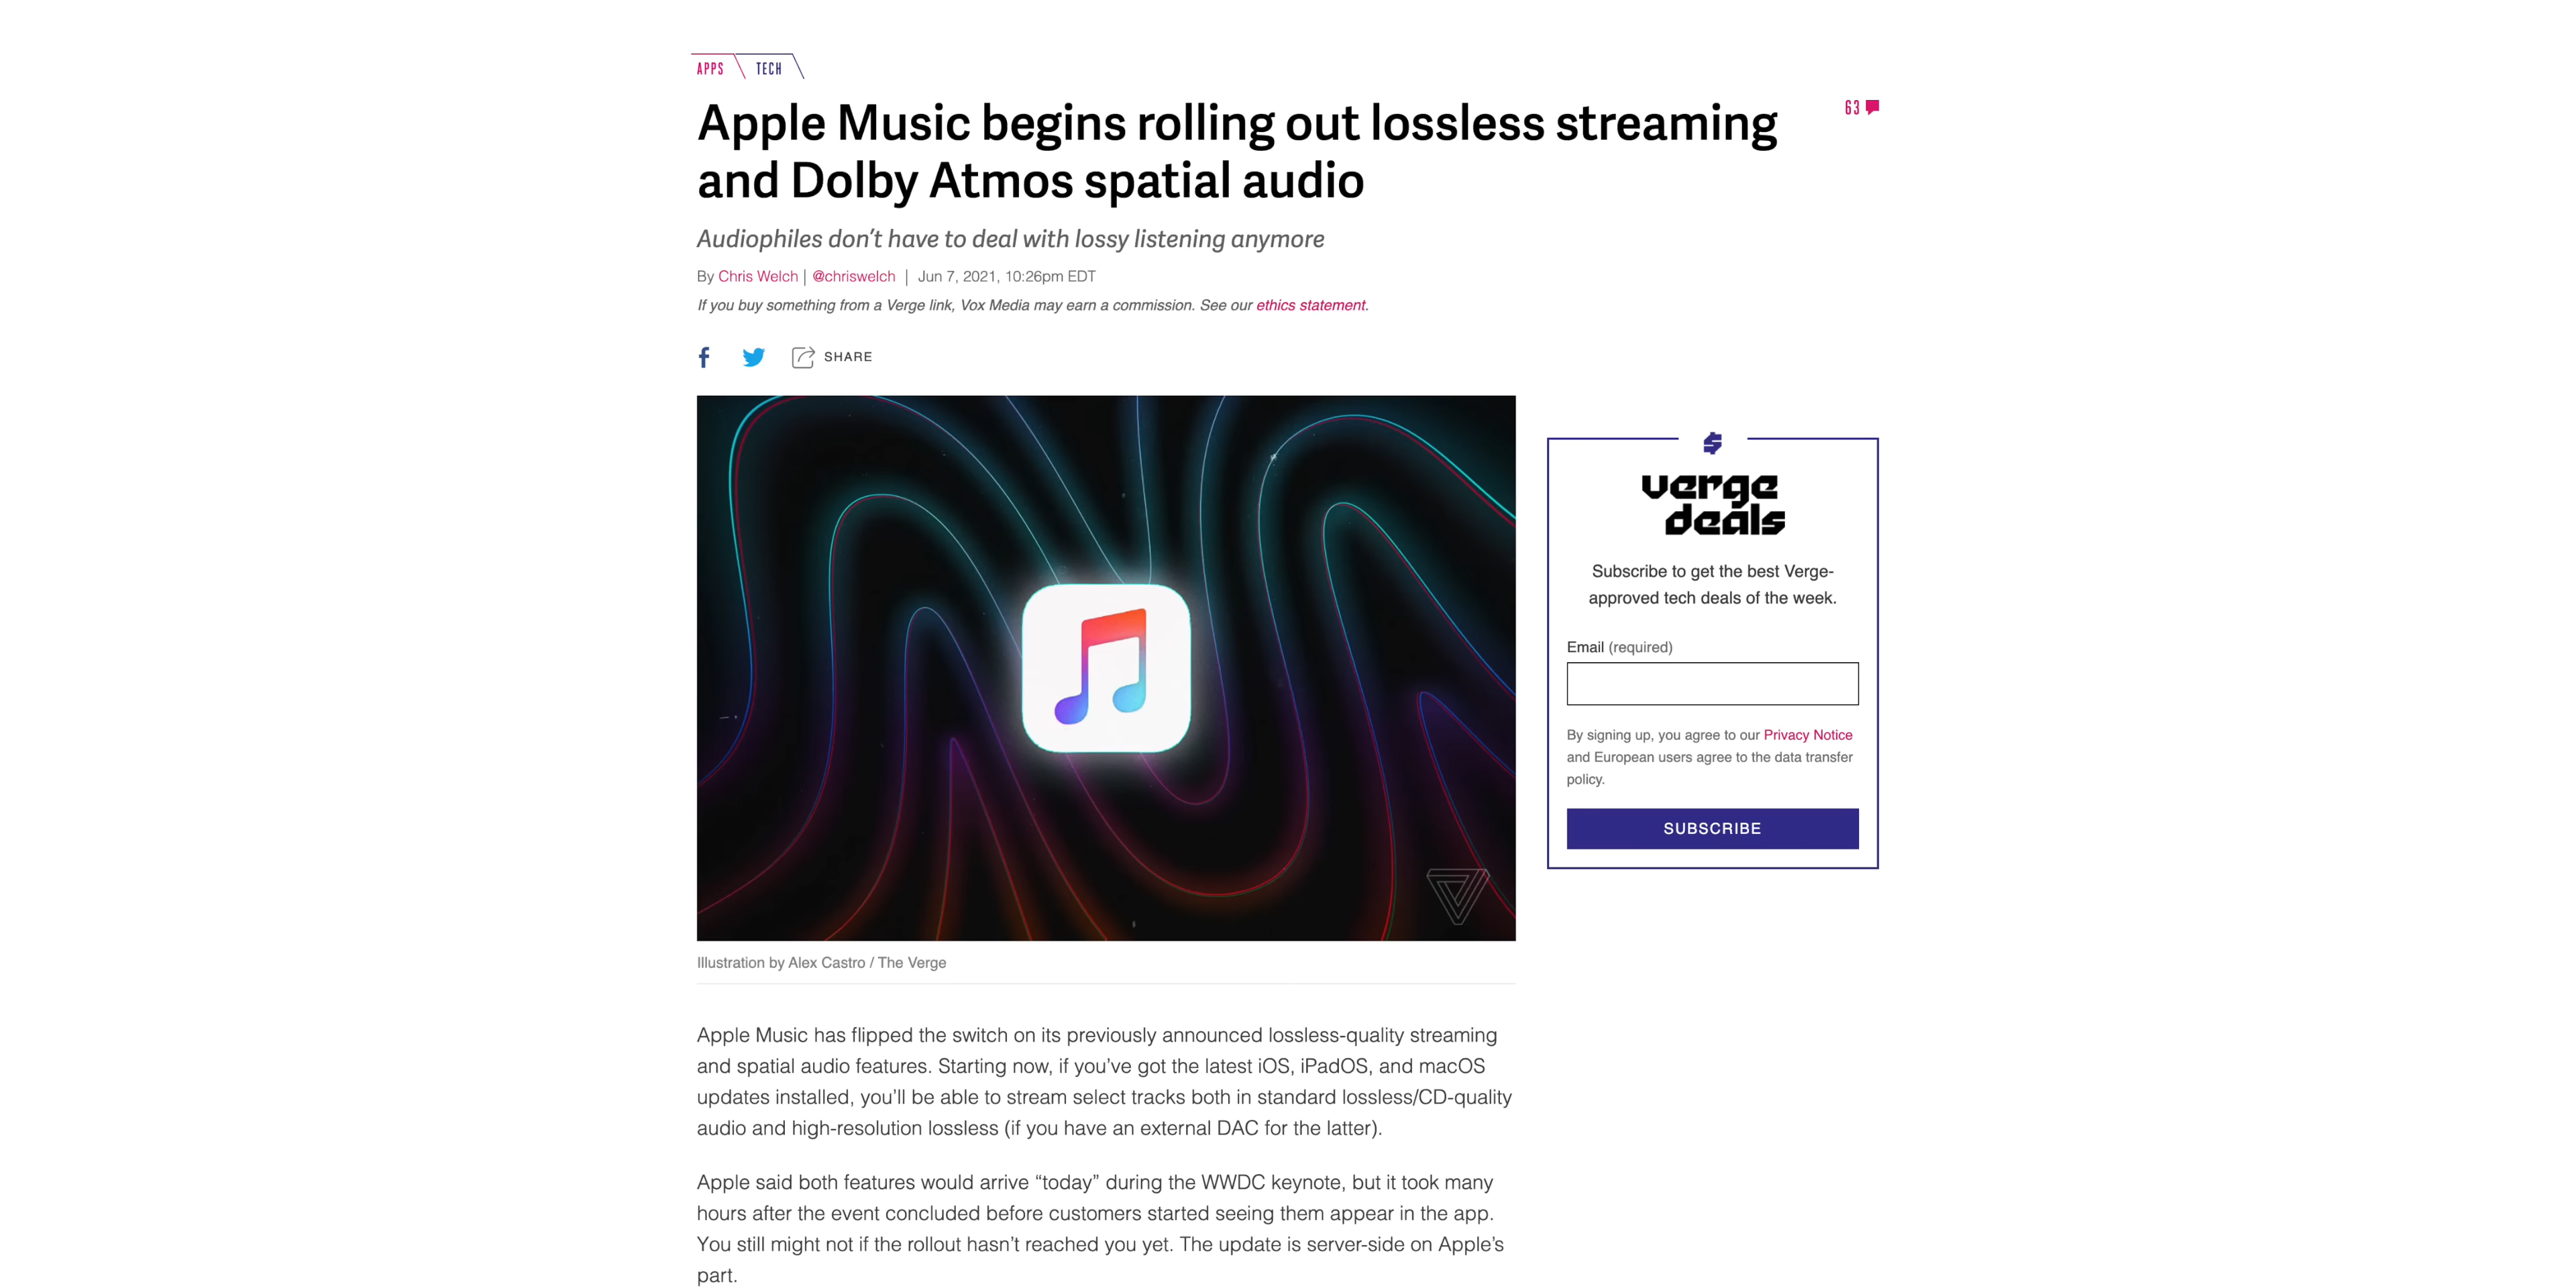 APPS
TECH
Apple Music begins rolling out lossless streaming
and Dolby Atmos spatial audio
63
Audiophiles don’t have to deal with lossy listening anymore
By Chris Welch | @chriswelch | Jun 7, 2021, 10:26pm EDT
If you buy something from a Verge link, Vox Media may earn a commission. See our ethics statement.
SHARE
Illustration by Alex Castro / The Verge
Apple Music has flipped the switch on its previously announced lossless-quality streaming
and spatial audio features. Starting now, if you’ve got the latest iOS, iPadOS, and macOS
updates installed, you’ll be able to stream select tracks both in standard lossless/CD-quality
audio and high-resolution lossless (if you have an external DAC for the latter).
Apple said both features would arrive “today” during the WWDC keynote, but it took many
hours after the event concluded before customers started seeing them appear in the app.
You still might not if the rollout hasn’t reached you yet. The update is server-side on Apple’s
part.
$
verge
deals
Subscribe to get the best Verge-
approved tech deals of the week.
Email (required)
By signing up, you agree to our Privacy Notice
and European users agree to the data transfer
policy.
SUBSCRIBE